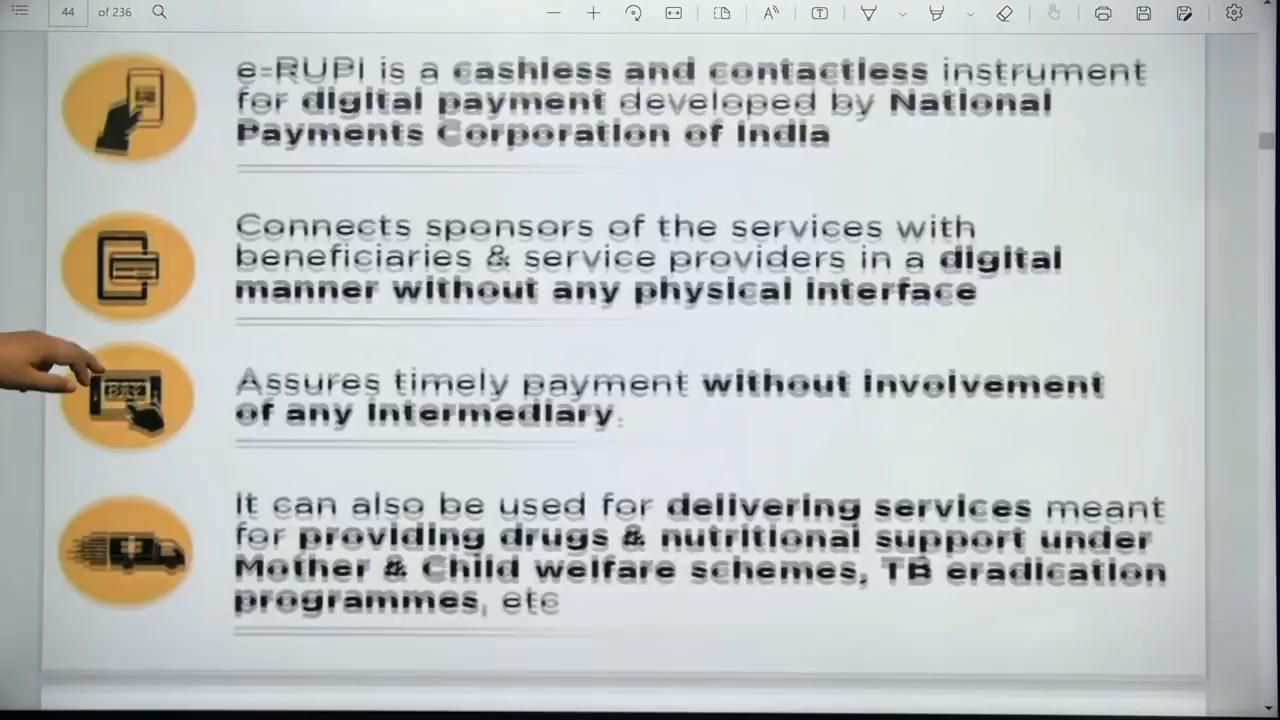 44 of 236
e-RUPI is a cashless and contactless instrument
for digital payment developed by National
Payments Corporation of India
Connects sponsors of the services with
beneficiaries & service providers in a digital
manner without any physical interface
PAY
Assures timely payment without involvement
of any intermediary.
It can also be used for delivering services meant
for providing drugs & nutritional support under
Mother & Child welfare schemes, TB eradication
programmes, etc